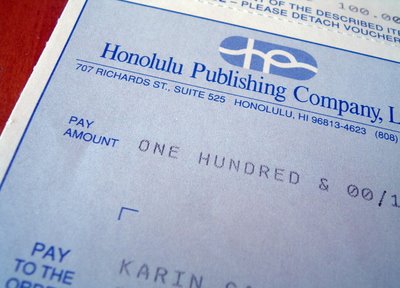 100.00
OF THE DESCRIBED ITE
– PLEASE DETACH VOUCHER
hp
Honolulu Publishing Company, L
707 RICHARDS ST., SUITE 525 HONOLULU, HI 96813-4623 (808)
PAY
AMOUNT
ONE HUNDRED & 00/1
PAY
TO THE
KARIN